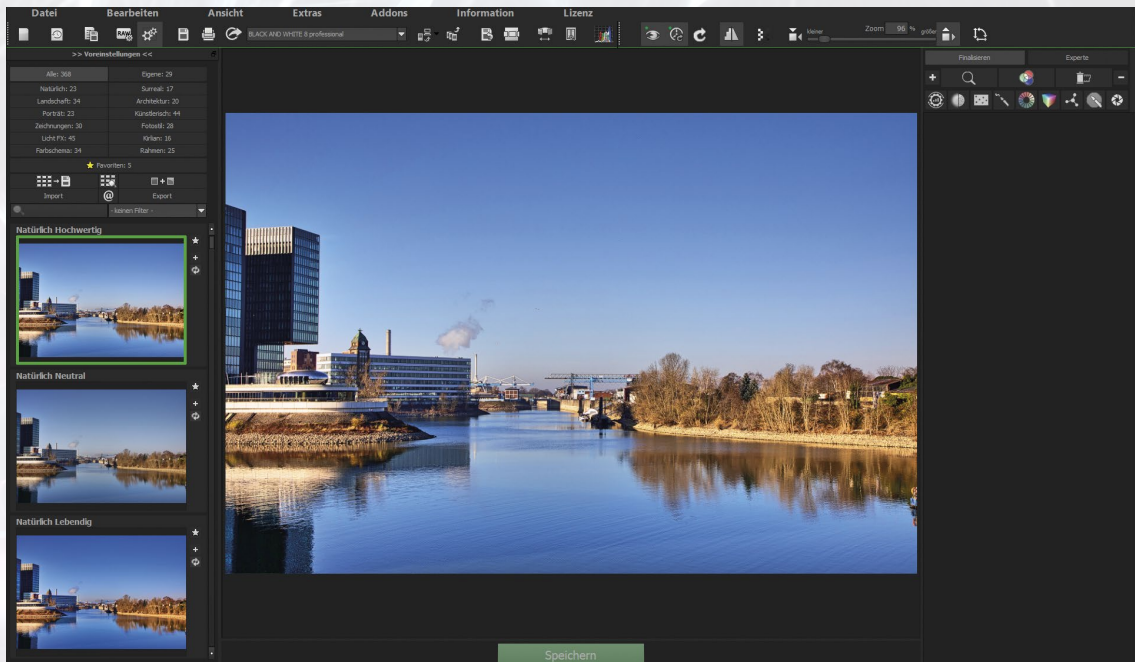 Datei Bearbeiten Ansicht Extras Addons Information Lizenz
RAW BLACK AND WHITE 8 professional kleiner Zoom 96 % größer
>> Voreinstellungen << Finalisieren Experte
Alle: 368 Eigene: 29
Natürlich: 23 Surreal: 17
Landschaft: 34 Architektur: 20
Porträt: 23 Künstlerisch: 44
Zeichnungen: 30 Fotostil: 28
Licht FX: 45 Kirlian: 16
Farbschema: 34 Rahmen: 25
Favoriten: 5
Import @ Export
- keinen Filter -
Natürlich Hochwertig
Natürlich Neutral
Natürlich Lebendig
Speichern